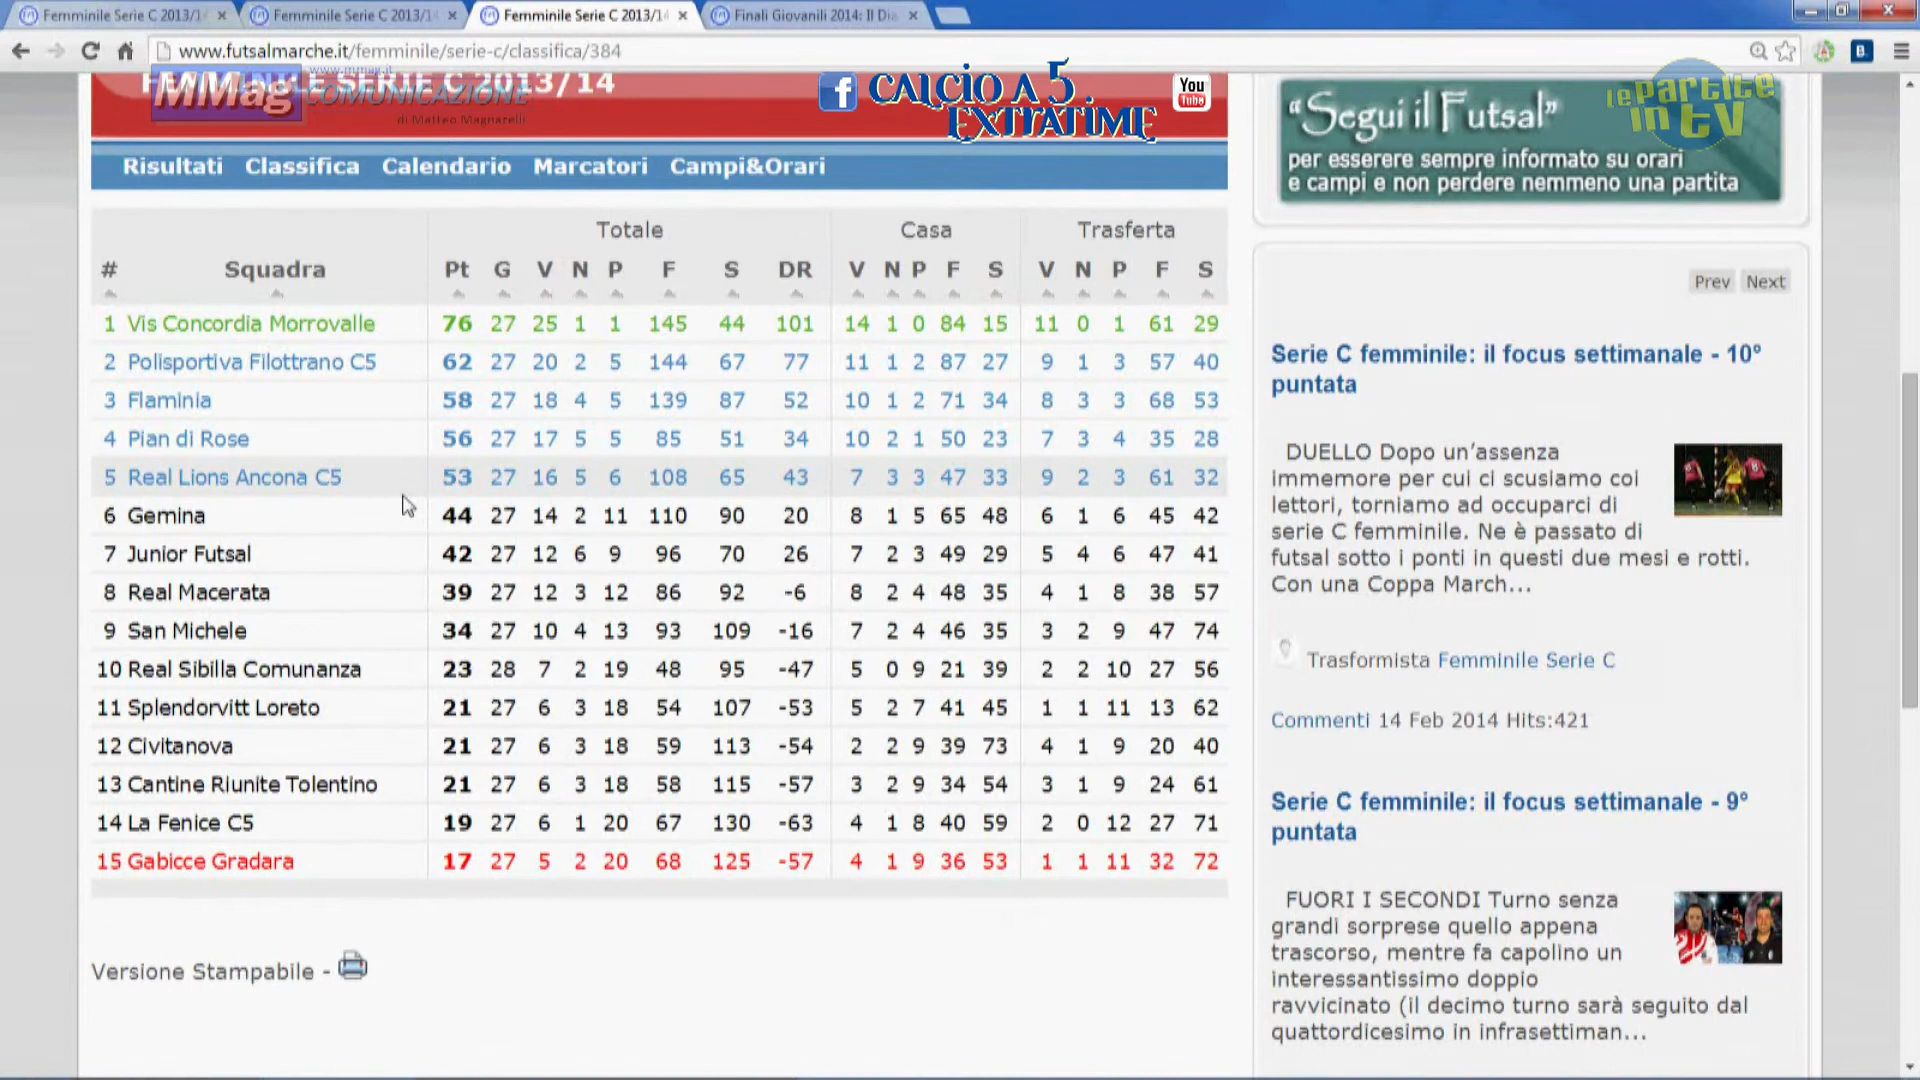 Femminile Serie C 2013/1
Femminile Serie C 2013/1
Femminile Serie C 2013/1
Finali Giovanili 2014: Il Dia
www.futsalmarche.it/femminile/serie-c/classifica/384
FEMMINILE SERIE C 2013/14
www.mmag.it
MMag COMUNICAZIONE
di Matteo Magnarelli
f CALCIO A 5 EXTRATIME You Tube
le partite in tv
"Segui il Futsal"
per esserere sempre informato su orari
e campi e non perdere nemmeno una partita
Risultati Classifica Calendario Marcatori Campi&Orari
Totale Casa Trasferta
# Squadra Pt G V N P F S DR V N P F S V N P F S
1 Vis Concordia Morrovalle 76 27 25 1 1 145 44 101 14 1 0 84 15 11 0 1 61 29
2 Polisportiva Filottrano C5 62 27 20 2 5 144 67 77 11 1 2 87 27 9 1 3 57 40
3 Flaminia 58 27 18 4 5 139 87 52 10 1 2 71 34 8 3 3 68 53
4 Pian di Rose 56 27 17 5 5 85 51 34 10 2 1 50 23 7 3 4 35 28
5 Real Lions Ancona C5 53 27 16 5 6 108 65 43 7 3 3 47 33 9 2 3 61 32
6 Gemina 44 27 14 2 11 110 90 20 8 1 5 65 48 6 1 6 45 42
7 Junior Futsal 42 27 12 6 9 96 70 26 7 2 3 49 29 5 4 6 47 41
8 Real Macerata 39 27 12 3 12 86 92 -6 8 2 4 48 35 4 1 8 38 57
9 San Michele 34 27 10 4 13 93 109 -16 7 2 4 46 35 3 2 9 47 74
10 Real Sibilla Comunanza 23 28 7 2 19 48 95 -47 5 0 9 21 39 2 2 10 27 56
11 Splendorvitt Loreto 21 27 6 3 18 54 107 -53 5 2 7 41 45 1 1 11 13 62
12 Civitanova 21 27 6 3 18 59 113 -54 2 2 9 39 73 4 1 9 20 40
13 Cantine Riunite Tolentino 21 27 6 3 18 58 115 -57 3 2 9 34 54 3 1 9 24 61
14 La Fenice C5 19 27 6 1 20 67 130 -63 4 1 8 40 59 2 0 12 27 71
15 Gabicce Gradara 17 27 5 2 20 68 125 -57 4 1 9 36 53 1 1 11 32 72
Versione Stampabile -
Prev Next
Serie C femminile: il focus settimanale - 10°
puntata
DUELLO Dopo un'assenza
immemore per cui ci scusiamo coi
lettori, torniamo ad occuparci di
serie C femminile. Ne è passato di
futsal sotto i ponti in questi due mesi e rotti.
Con una Coppa March...
Trasformista Femminile Serie C
Commenti 14 Feb 2014 Hits:421
Serie C femminile: il focus settimanale - 9°
puntata
FUORI I SECONDI Turno senza
grandi sorprese quello appena
trascorso, mentre fa capolino un
interessantissimo doppio
ravvicinato (il decimo turno sarà seguito dal
quattordicesimo in infrasettiman...